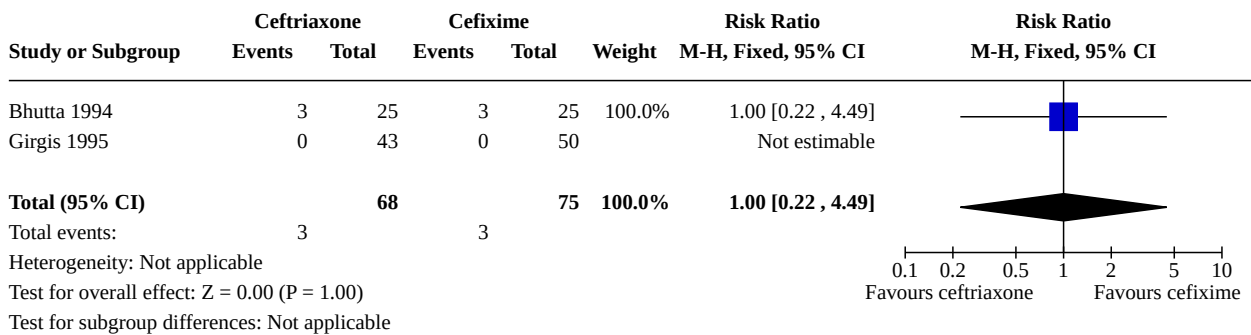 Ceftriaxone Cefixime Risk Ratio Risk Ratio
Study or Subgroup Events Total Events Total Weight M-H, Fixed, 95% CI M-H, Fixed, 95% CI
Bhutta 1994 3 25 3 25 100.0% 1.00 [0.22 , 4.49]
Girgis 1995 0 43 0 50 Not estimable
Total (95% CI) 68 75 100.0% 1.00 [0.22 , 4.49]
Total events: 3 3
Heterogeneity: Not applicable
0.1 0.2 0.5 1 2 5 10
Test for overall effect: Z = 0.00 (P = 1.00) Favours ceftriaxone Favours cefixime
Test for subgroup differences: Not applicable